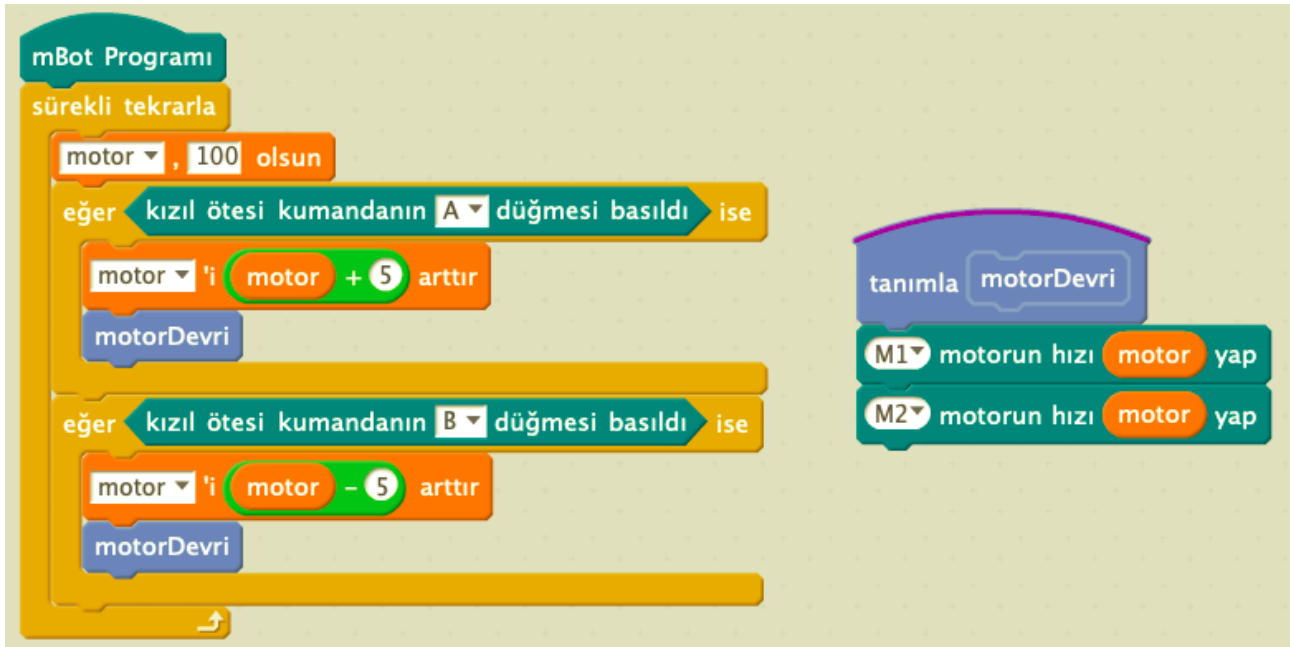 mBot Programı
sürekli tekrarla
motor , 100 olsun
eğer kızıl ötesi kumandanın A düğmesi basıldı ise
motor 'i motor + 5 arttır
motorDevri
eğer kızıl ötesi kumandanın B düğmesi basıldı ise
motor 'i motor - 5 arttır
motorDevri
tanımla motorDevri
M1 motorun hızı motor yap
M2 motorun hızı motor yap